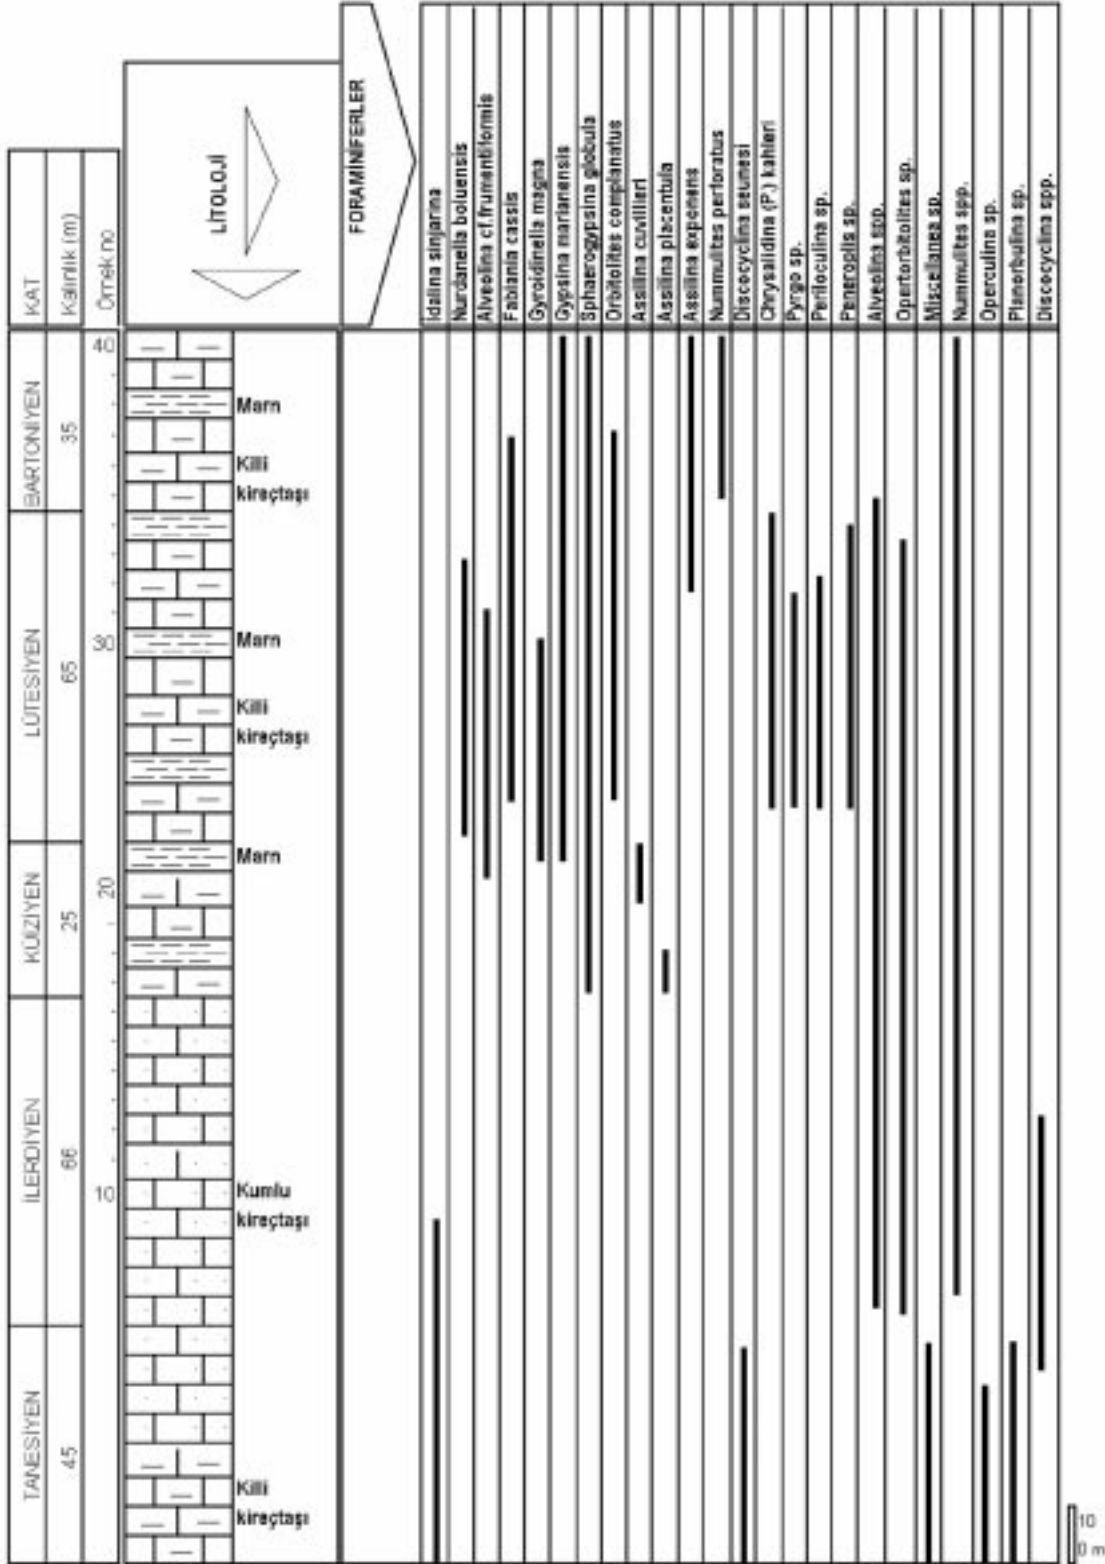 KAT
Kalınlık (m)
Örnek no
LİTOLOJİ
FORAMİNİFERLER
Idalina sinjarina
Nurdanella boluensis
Alveolina cf.frumentiformis
Fabiania cassis
Gyroidinella magna
Gypsina marianensis
Sphaerogypsina globula
Orbitolites complanatus
Assilina cuvillieri
Assilina placentula
Assilina exponens
Nummulites perforatus
Discocyclina seunesi
Chrysalidina (P.) kahleri
Pyrgo sp.
Periloculina sp.
Peneroplis sp.
Alveolina spp.
Opertorbitolites sp.
Miscellanea sp.
Nummulites spp.
Operculina sp.
Planorbulina sp.
Discocyclina spp.
BARTONİYEN
35
40
Marn
Killi
kireçtaşı
LÜTESİYEN
65
30
Marn
Killi
kireçtaşı
KÜİZİYEN
25
20
Marn
İLERDİYEN
66
10
Kumlu
kireçtaşı
TANESİYEN
45
Killi
kireçtaşı
10
0 m